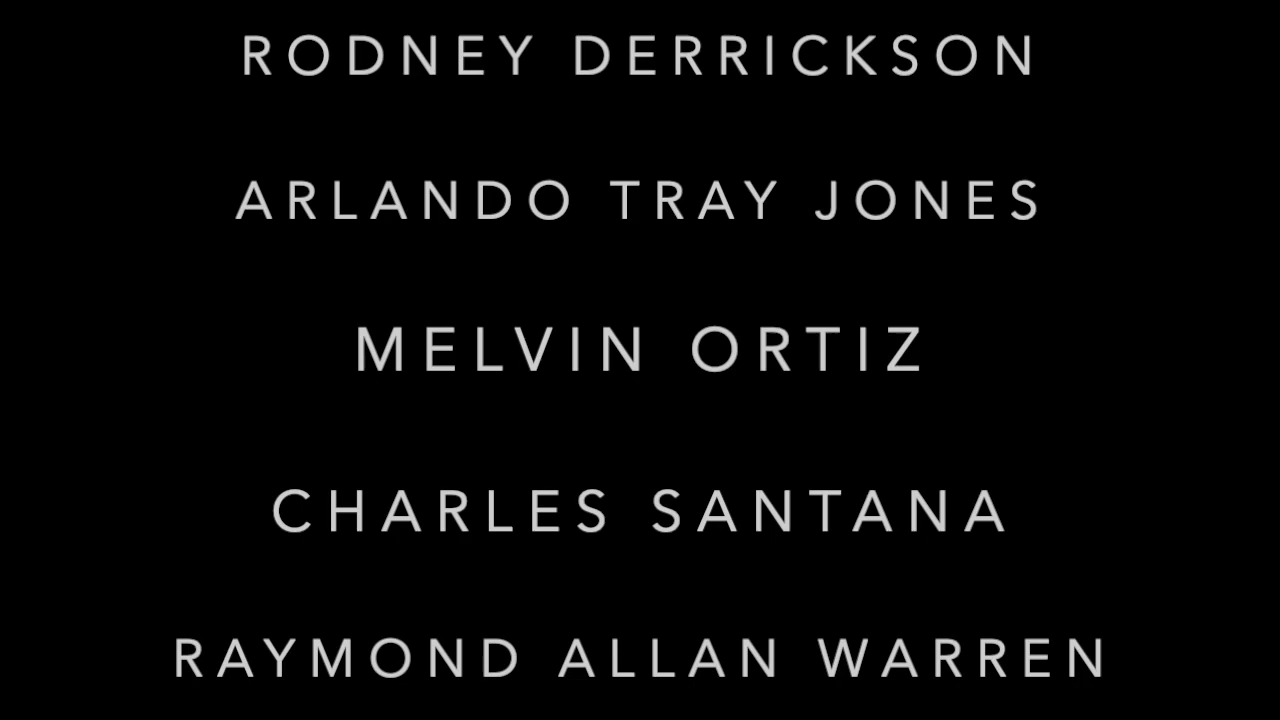 RODNEY DERRICKSON
ARLANDO TRAY JONES
MELVIN ORTIZ
CHARLES SANTANA
RAYMOND ALLAN WARREN